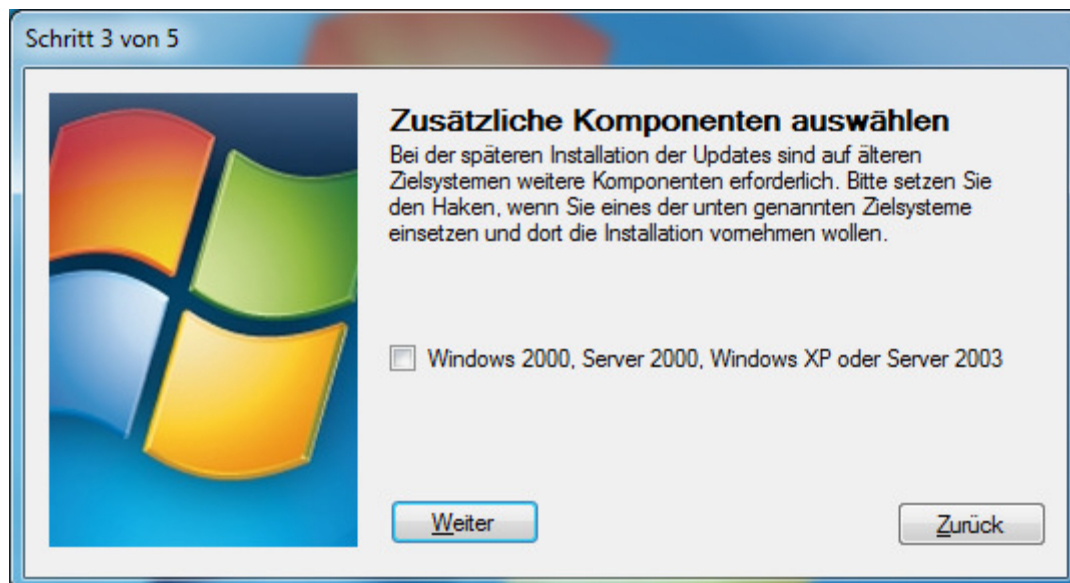 Schritt 3 von 5
Zusätzliche Komponenten auswählen
Bei der späteren Installation der Updates sind auf älteren
Zielsystemen weitere Komponenten erforderlich. Bitte setzen Sie
den Haken, wenn Sie eines der unten genannten Zielsysteme
einsetzen und dort die Installation vornehmen wollen.
Windows 2000, Server 2000, Windows XP oder Server 2003
Weiter
Zurück